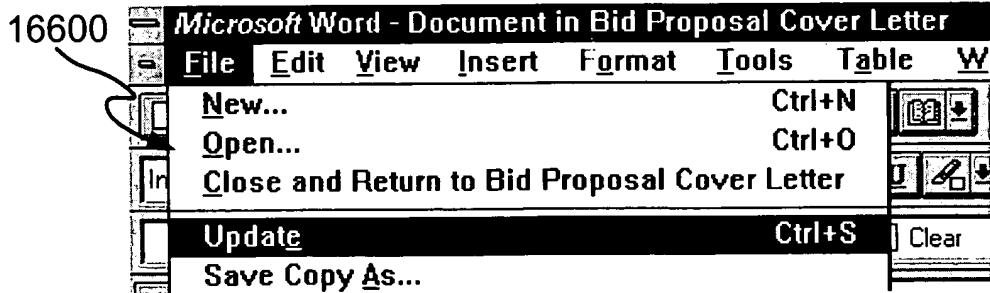 16600
Microsoft Word - Document in Bid Proposal Cover Letter
File Edit View Insert Format Tools Table W
New... Ctrl+N
Open... Ctrl+O
In
Close and Return to Bid Proposal Cover Letter U
Update Ctrl+S Clear
Save Copy As...